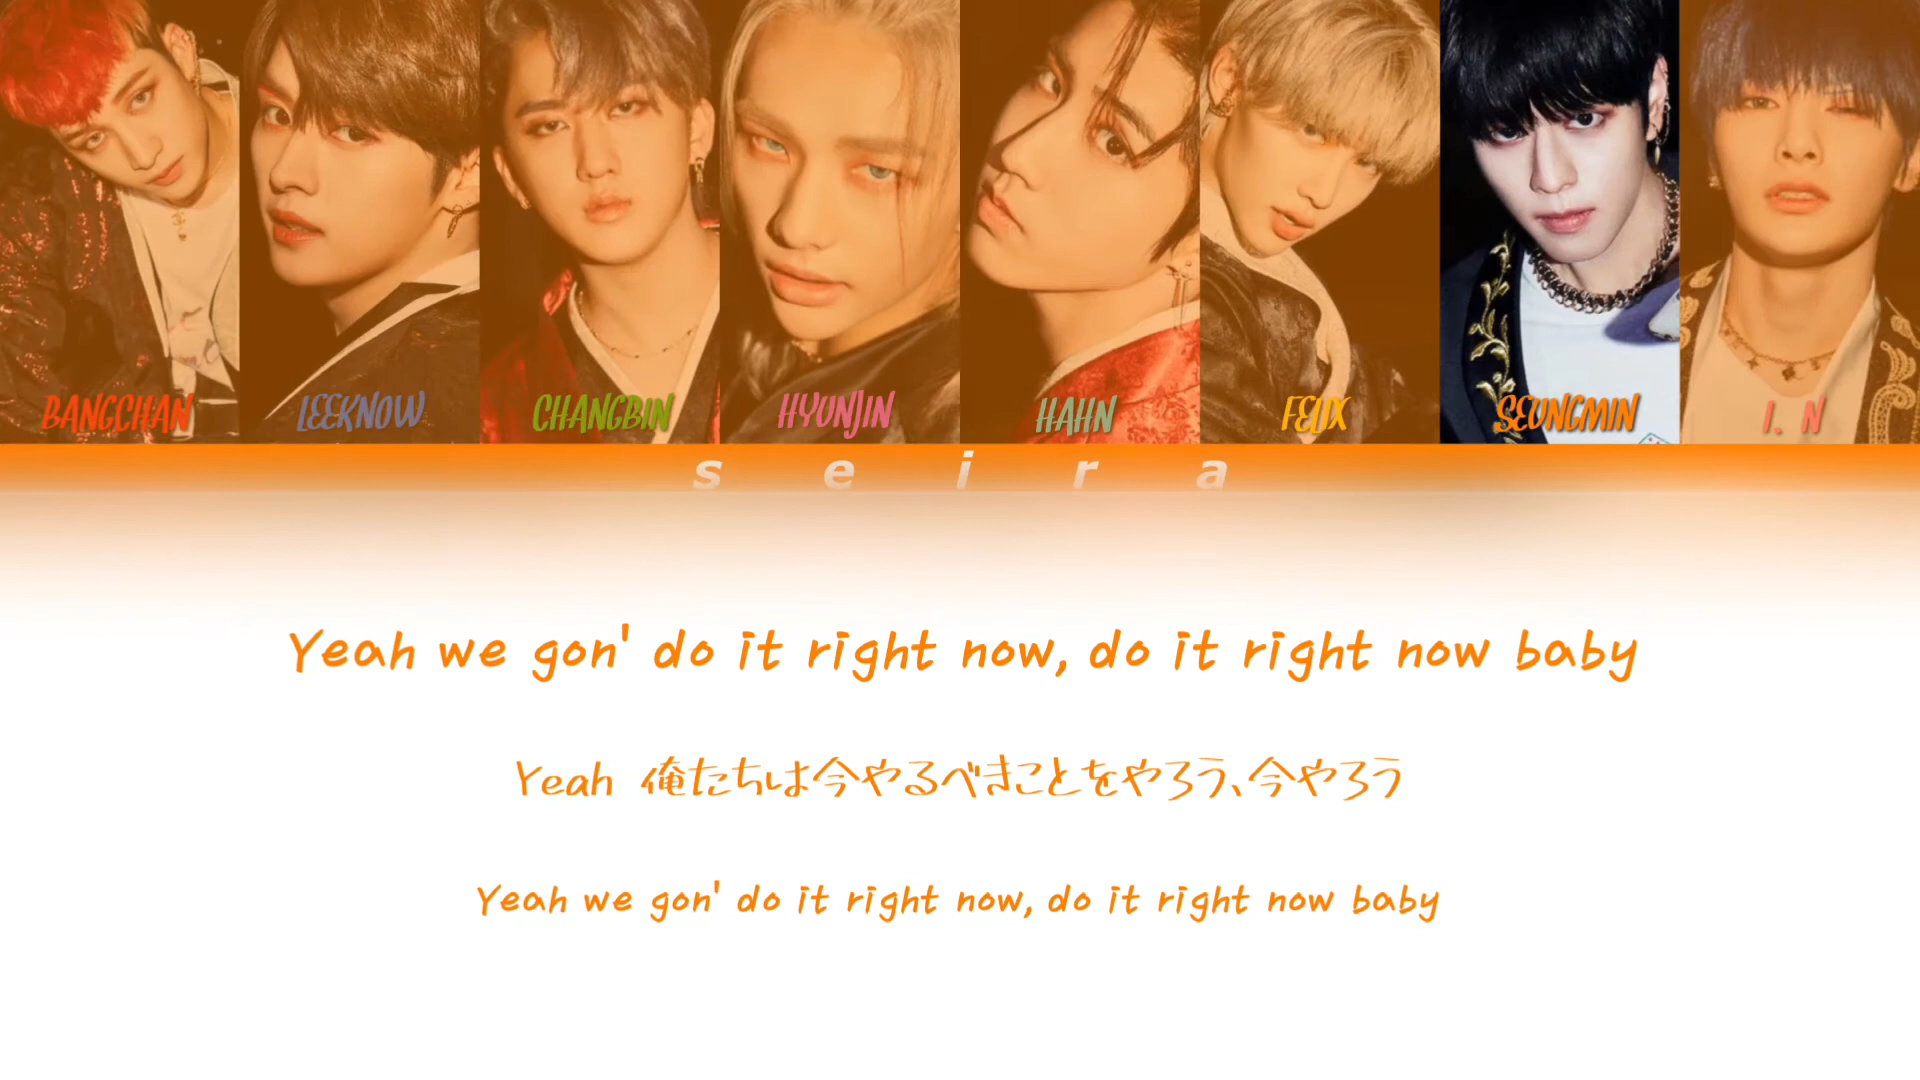 BANGCHAN LEEKNOW CHANGBIN HYUNJIN HAHN FELIX SEUNGMIN I. N
s e i r a
Yeah we gon' do it right now, do it right now baby
Yeah 俺たちは今やるべきことをやろう、今やろう
Yeah we gon' do it right now, do it right now baby